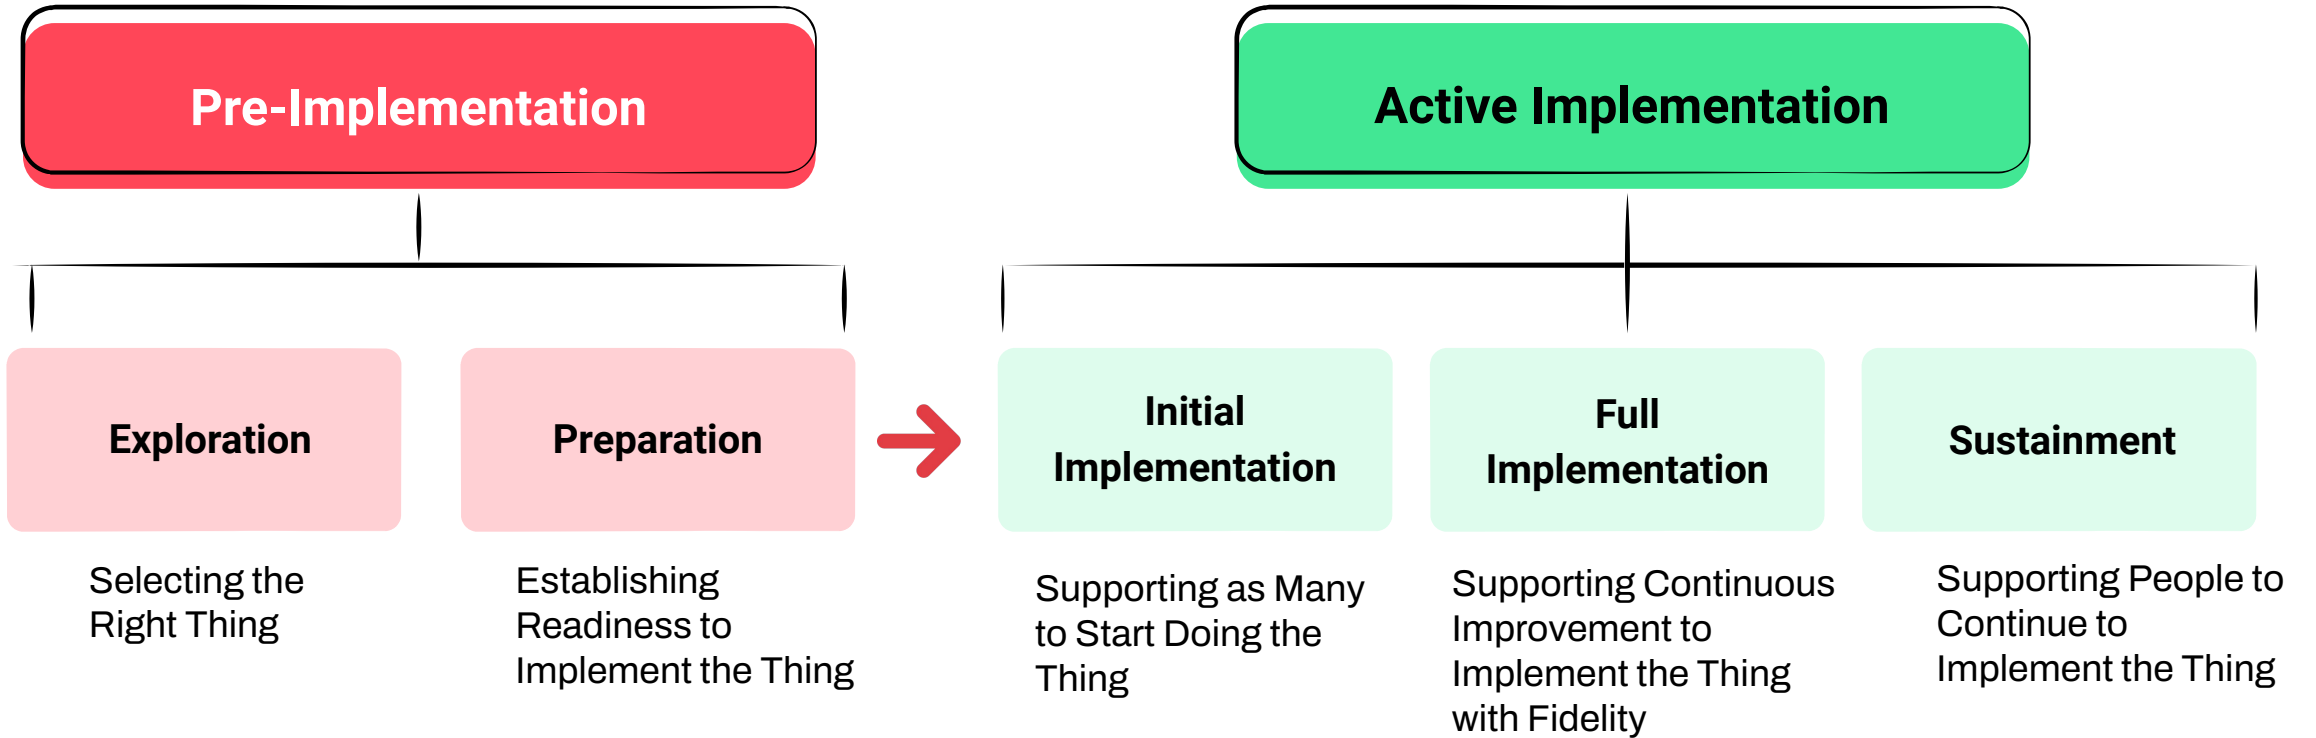 Pre-Implementation
Active Implementation
Exploration
Preparation
Initial
Implementation
Full
Implementation
Sustainment
Selecting the
Right Thing
Establishing
Readiness to
Implement the Thing
Supporting as Many
to Start Doing the
Thing
Supporting Continuous
Improvement to
Implement the Thing
with Fidelity
Supporting People to
Continue to
Implement the Thing